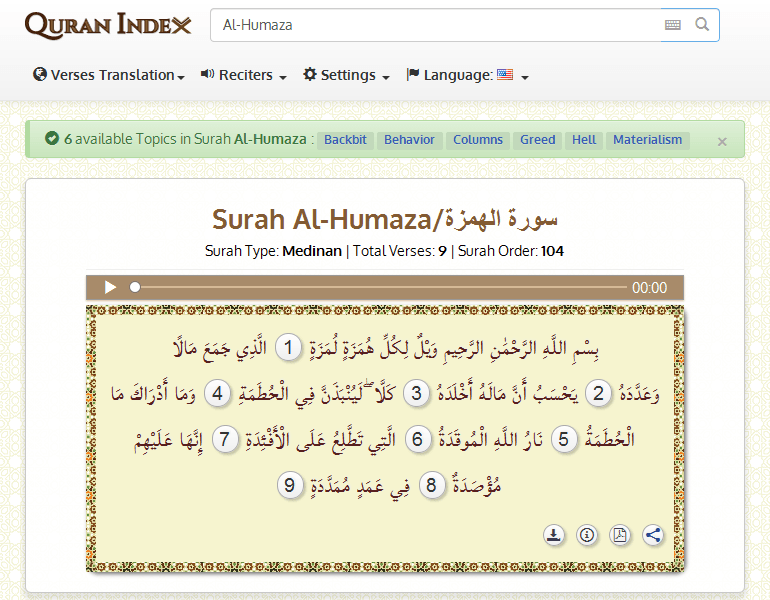 QURAN INDEX
Al-Humaza
Verses Translation
Reciters
Settings
Language:
6 available Topics in Surah Al-Humaza : Backbit Behavior Columns Greed Hell Materialism ×
Surah Al-Humaza/سورة الهمزة
Surah Type: Medinan | Total Verses: 9 | Surah Order: 104
00:00
بِسْمِ اللَّهِ الرَّحْمَٰنِ الرَّحِيمِ وَيْلٌ لِكُلِّ هُمَزَةٍ لُمَزَةٍ 1 الَّذِي جَمَعَ مَالًا
وَعَدَّدَهُ 2 يَحْسَبُ أَنَّ مَالَهُ أَخْلَدَهُ 3 كَلَّا ۖ لَيُنْبَذَنَّ فِي الْحُطَمَةِ 4 وَمَا أَدْرَاكَ مَا
الْحُطَمَةُ 5 نَارُ اللَّهِ الْمُوقَدَةُ 6 الَّتِي تَطَّلِعُ عَلَى الْأَفْئِدَةِ 7 إِنَّهَا عَلَيْهِمْ
مُؤْصَدَةٌ 8 فِي عَمَدٍ مُمَدَّدَةٍ 9